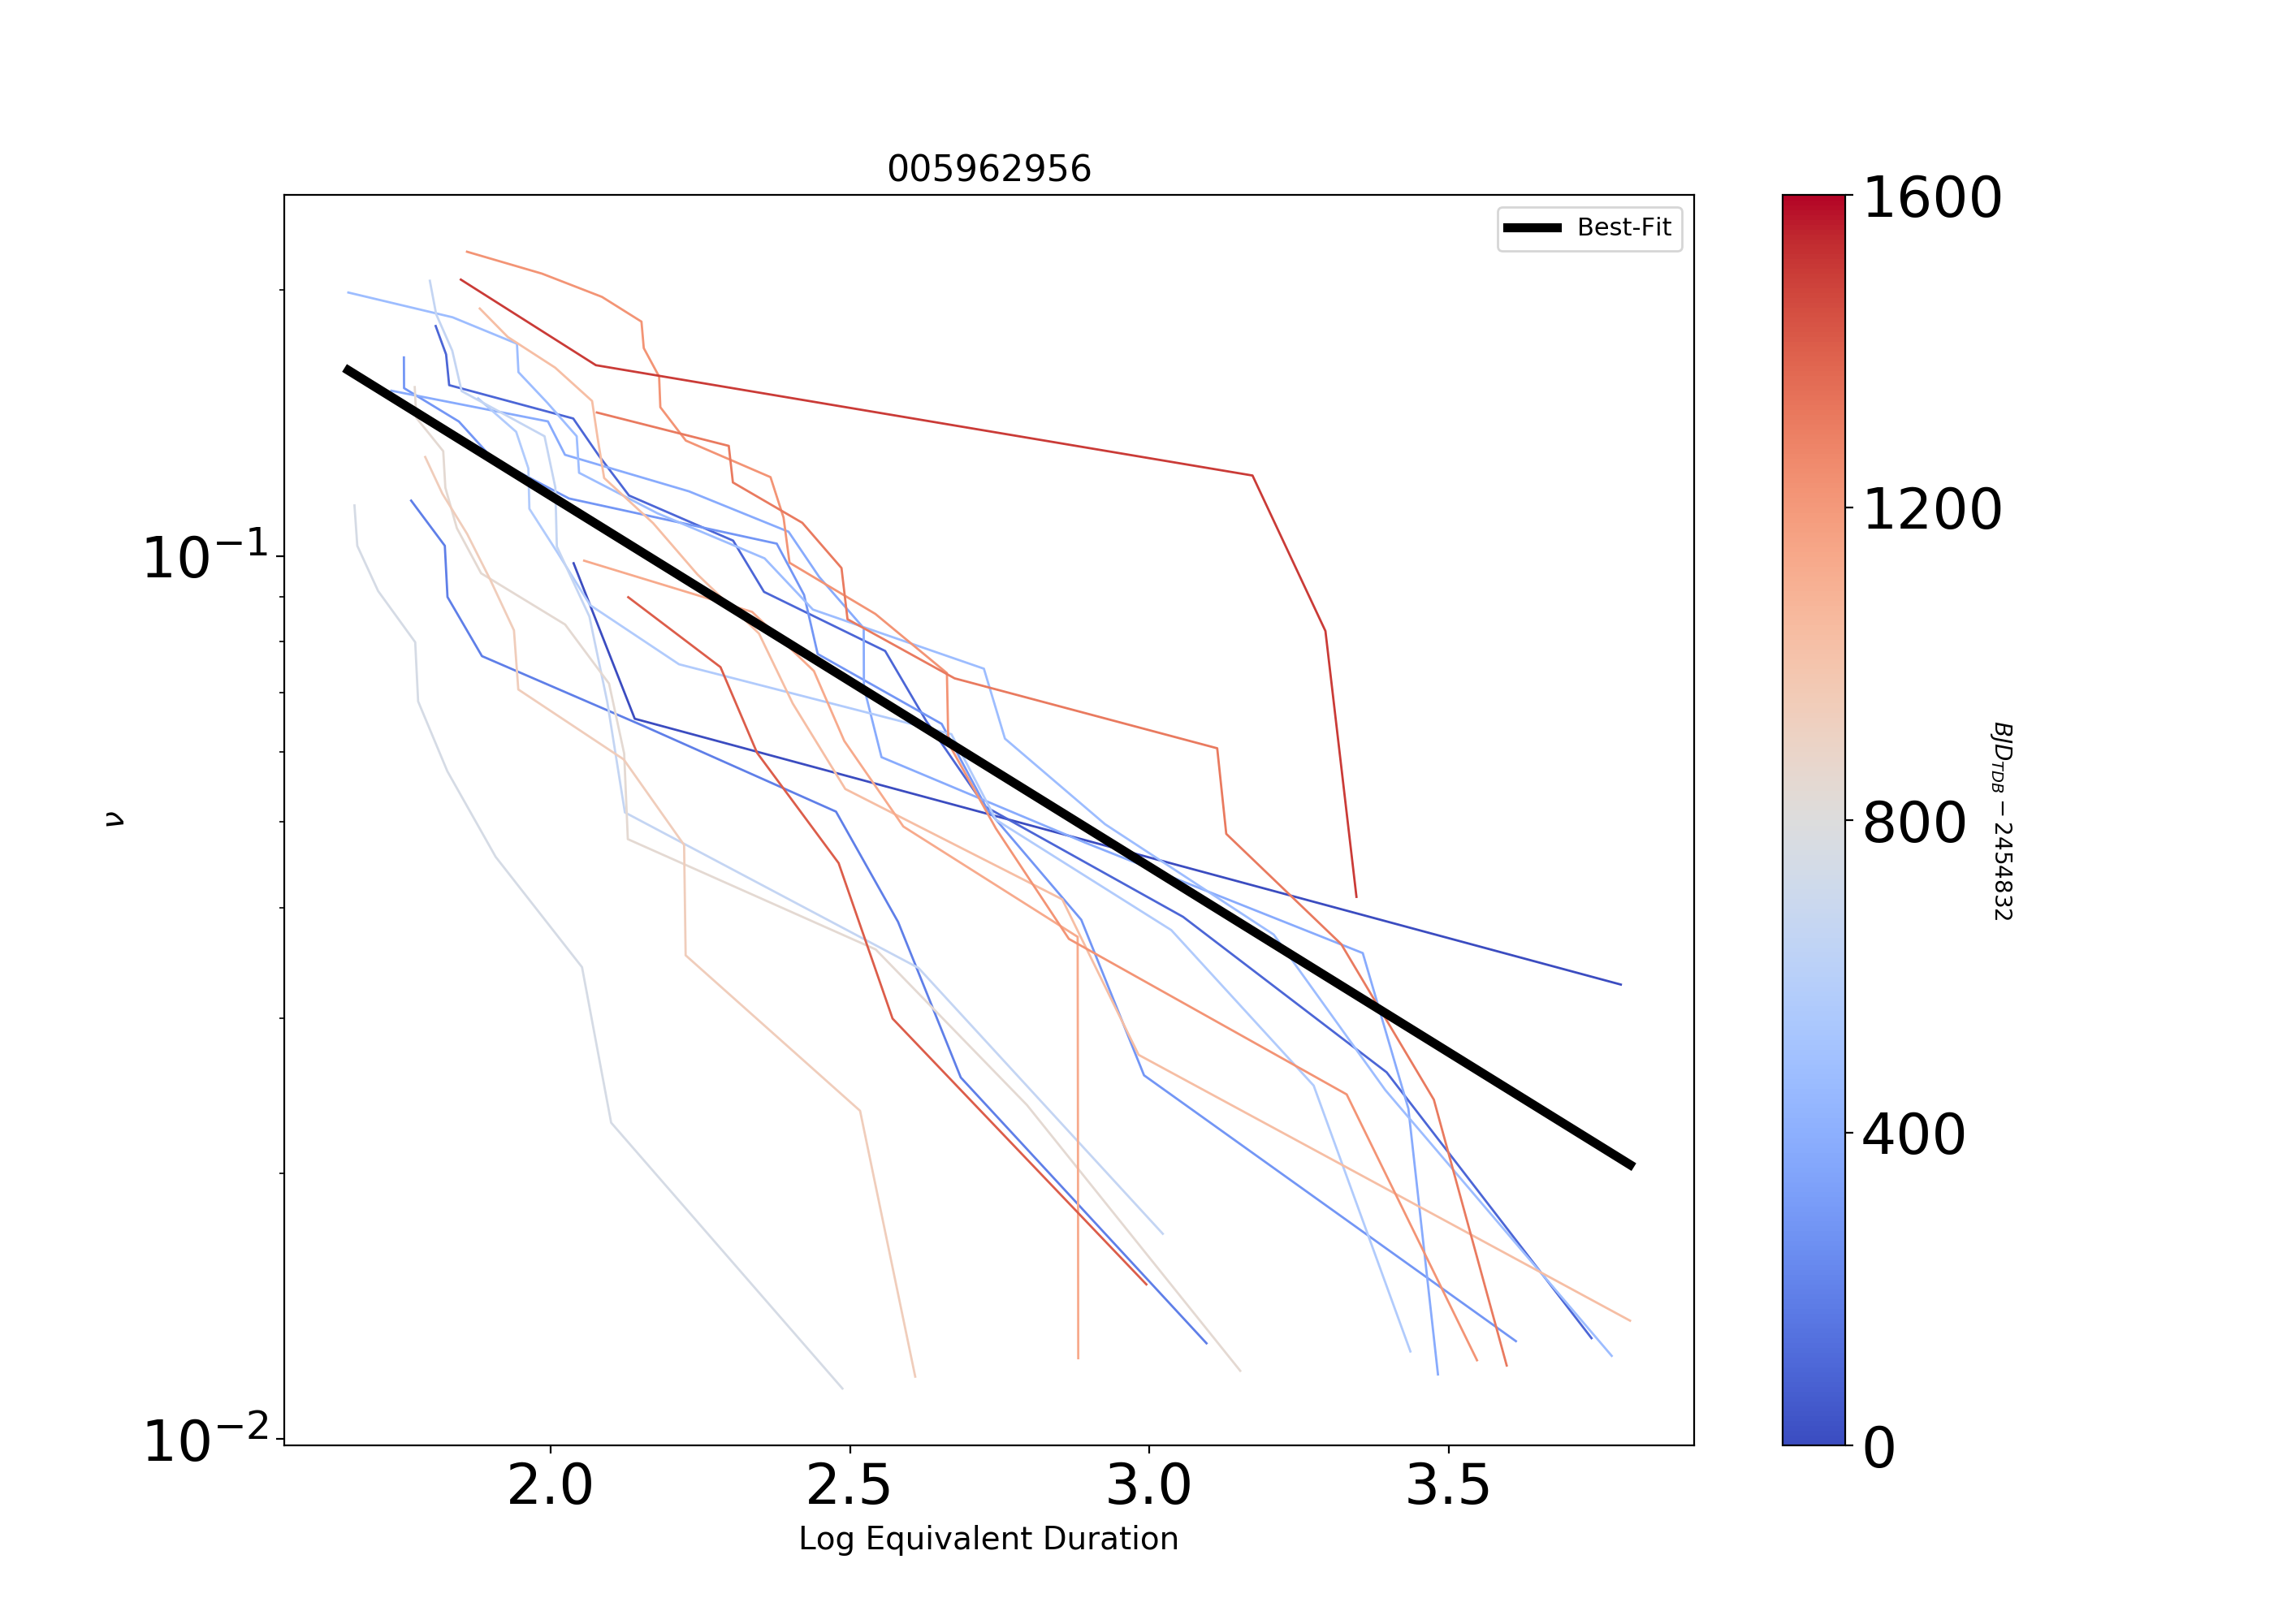 005962956
Best-Fit
10⁻¹
10⁻²
ν
2.0 2.5 3.0 3.5
Log Equivalent Duration
1600
1200
800
400
0
BJD_TDB − 2454832